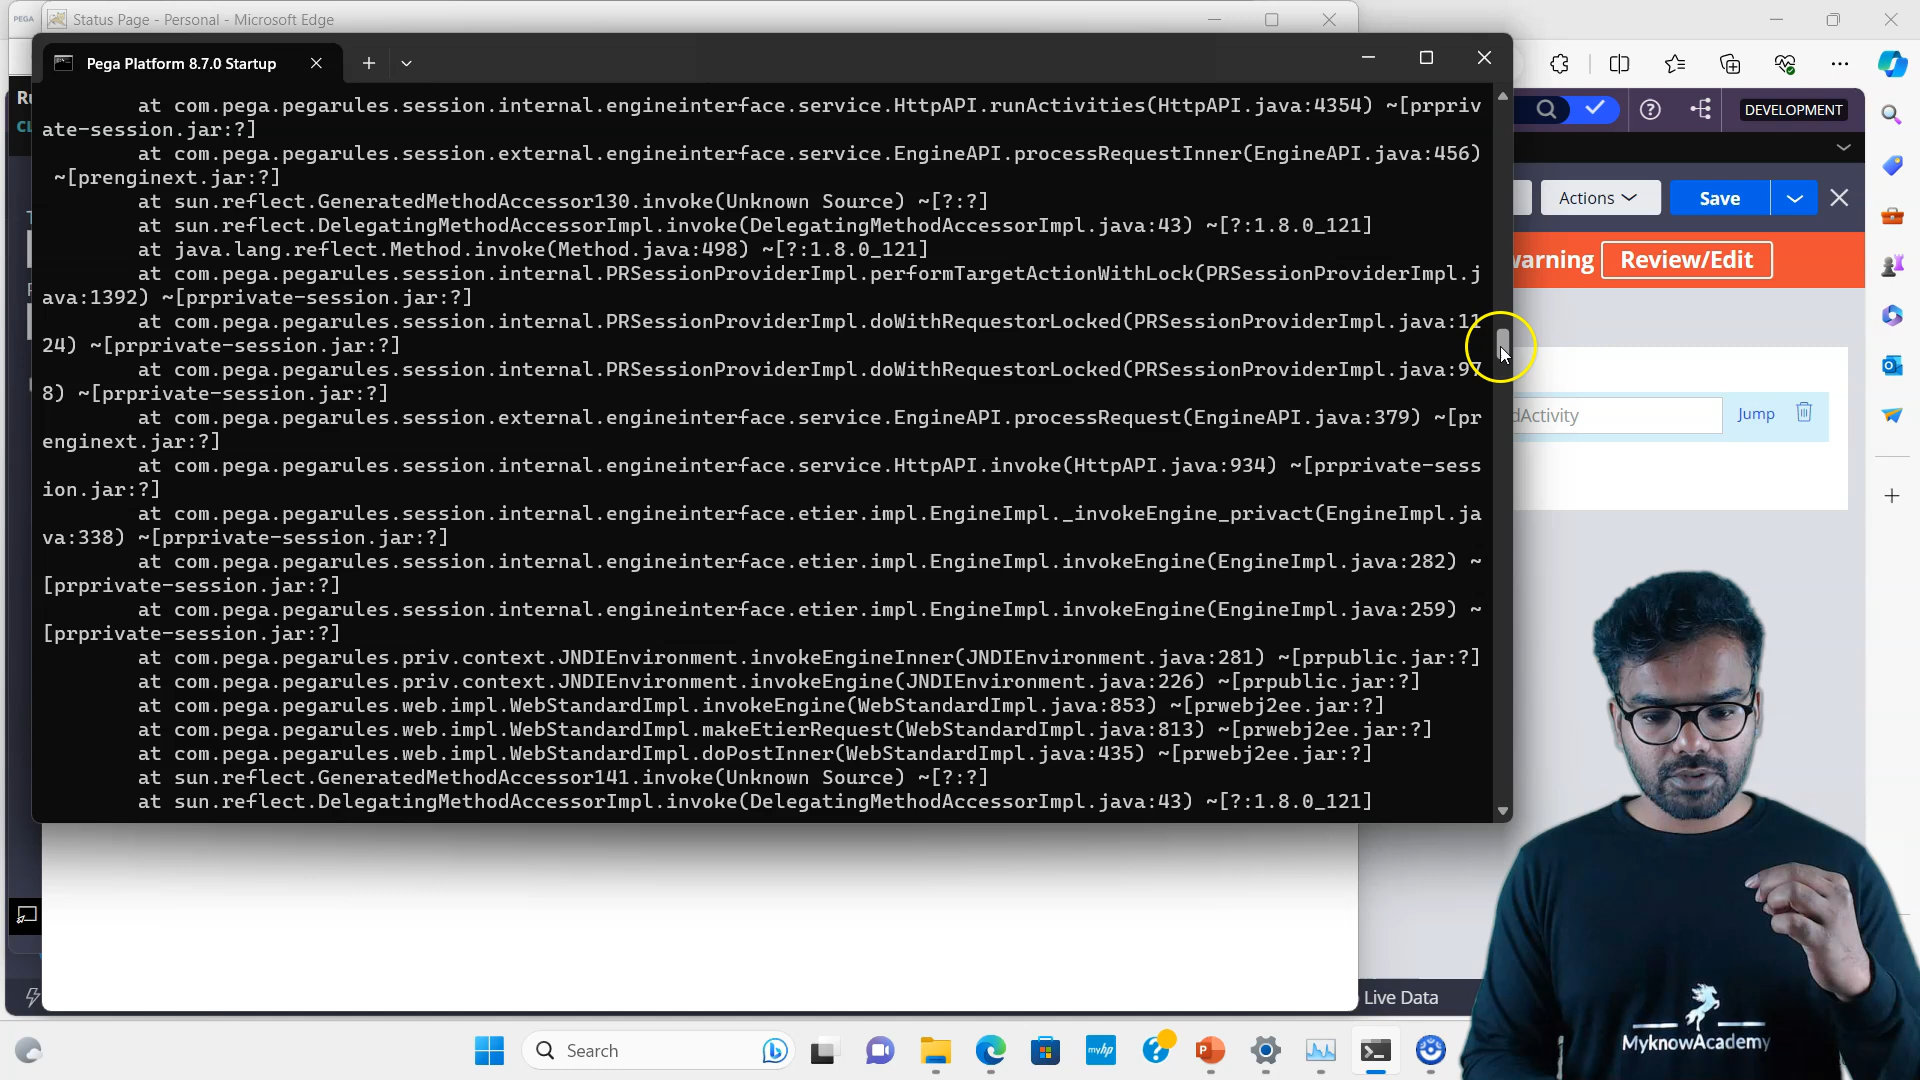 PEGA
Status Page - Personal - Microsoft Edge
Pega Platform 8.7.0 Startup
at com.pega.pegarules.session.internal.engineinterface.service.HttpAPI.runActivities(HttpAPI.java:4354) ~[prpriv
ate-session.jar:?]
at com.pega.pegarules.session.external.engineinterface.service.EngineAPI.processRequestInner(EngineAPI.java:456)
~[prenginext.jar:?]
at sun.reflect.GeneratedMethodAccessor130.invoke(Unknown Source) ~[?:?]
at sun.reflect.DelegatingMethodAccessorImpl.invoke(DelegatingMethodAccessorImpl.java:43) ~[?:1.8.0_121]
at java.lang.reflect.Method.invoke(Method.java:498) ~[?:1.8.0_121]
at com.pega.pegarules.session.internal.PRSessionProviderImpl.performTargetActionWithLock(PRSessionProviderImpl.j
ava:1392) ~[prprivate-session.jar:?]
at com.pega.pegarules.session.internal.PRSessionProviderImpl.doWithRequestorLocked(PRSessionProviderImpl.java:11
24) ~[prprivate-session.jar:?]
at com.pega.pegarules.session.internal.PRSessionProviderImpl.doWithRequestorLocked(PRSessionProviderImpl.java:97
8) ~[prprivate-session.jar:?]
at com.pega.pegarules.session.external.engineinterface.service.EngineAPI.processRequest(EngineAPI.java:379) ~[pr
enginext.jar:?]
at com.pega.pegarules.session.internal.engineinterface.service.HttpAPI.invoke(HttpAPI.java:934) ~[prprivate-sess
ion.jar:?]
at com.pega.pegarules.session.internal.engineinterface.etier.impl.EngineImpl._invokeEngine_privact(EngineImpl.ja
va:338) ~[prprivate-session.jar:?]
at com.pega.pegarules.session.internal.engineinterface.etier.impl.EngineImpl.invokeEngine(EngineImpl.java:282) ~
[prprivate-session.jar:?]
at com.pega.pegarules.session.internal.engineinterface.etier.impl.EngineImpl.invokeEngine(EngineImpl.java:259) ~
[prprivate-session.jar:?]
at com.pega.pegarules.priv.context.JNDIEnvironment.invokeEngineInner(JNDIEnvironment.java:281) ~[prpublic.jar:?]
at com.pega.pegarules.priv.context.JNDIEnvironment.invokeEngine(JNDIEnvironment.java:226) ~[prpublic.jar:?]
at com.pega.pegarules.web.impl.WebStandardImpl.invokeEngine(WebStandardImpl.java:853) ~[prwebj2ee.jar:?]
at com.pega.pegarules.web.impl.WebStandardImpl.makeEtierRequest(WebStandardImpl.java:813) ~[prwebj2ee.jar:?]
at com.pega.pegarules.web.impl.WebStandardImpl.doPostInner(WebStandardImpl.java:435) ~[prwebj2ee.jar:?]
at sun.reflect.GeneratedMethodAccessor141.invoke(Unknown Source) ~[?:?]
at sun.reflect.DelegatingMethodAccessorImpl.invoke(DelegatingMethodAccessorImpl.java:43) ~[?:1.8.0_121]
DEVELOPMENT
Actions
Save
warning
Review/Edit
dActivity
Jump
Live Data
MyknowAcademy
Search
myhp